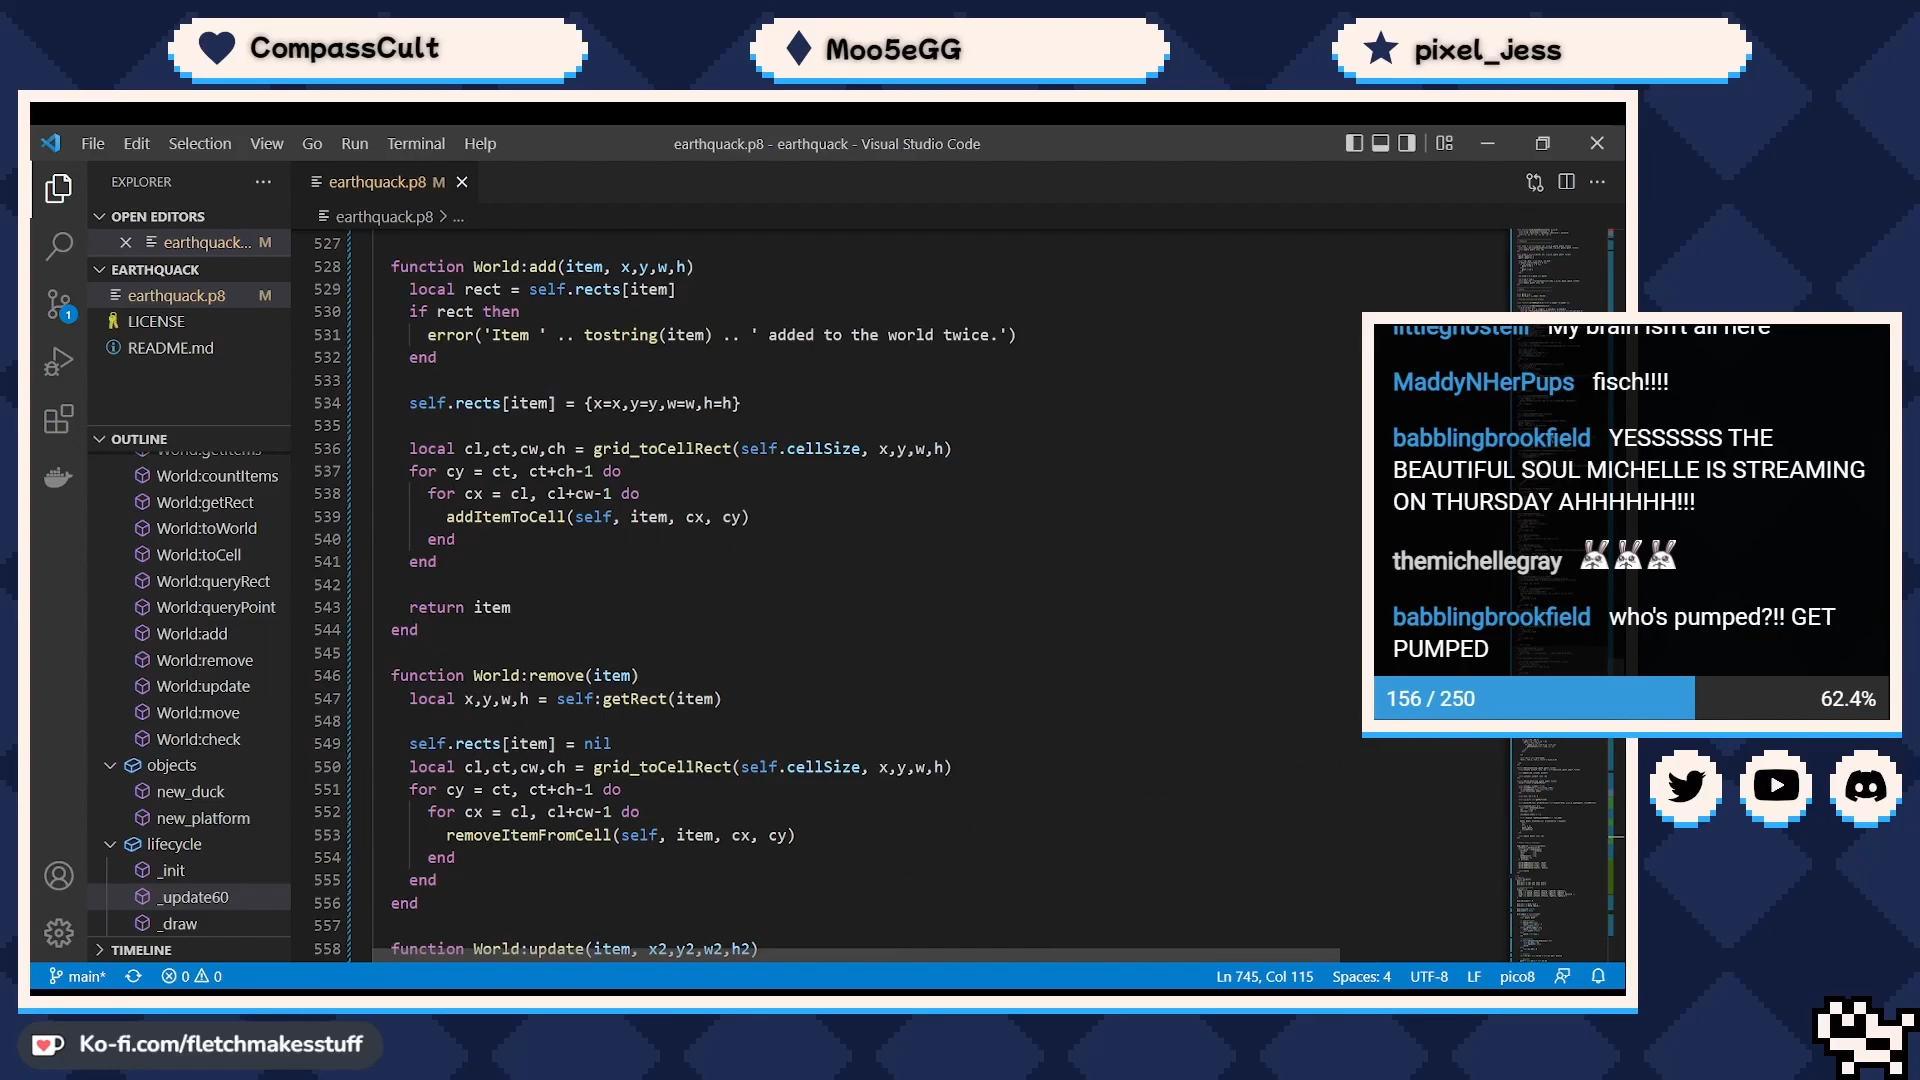 CompassCult
Moo5eGG
pixel_jess
File Edit Selection View Go Run Terminal Help
earthquack.p8 - earthquack - Visual Studio Code
EXPLORER
OPEN EDITORS
earthquack... M
EARTHQUACK
earthquack.p8 M
LICENSE
README.md
OUTLINE
World:countItems
World:getRect
World:toWorld
World:toCell
World:queryRect
World:queryPoint
World:add
World:remove
World:update
World:move
World:check
objects
new_duck
new_platform
lifecycle
_init
_update60
_draw
TIMELINE
earthquack.p8 M
earthquack.p8 > ...
527
528 function World:add(item, x,y,w,h)
529 local rect = self.rects[item]
530 if rect then
531 error('Item ' .. tostring(item) .. ' added to the world twice.')
532 end
533
534 self.rects[item] = {x=x,y=y,w=w,h=h}
535
536 local cl,ct,cw,ch = grid_toCellRect(self.cellSize, x,y,w,h)
537 for cy = ct, ct+ch-1 do
538 for cx = cl, cl+cw-1 do
539 addItemToCell(self, item, cx, cy)
540 end
541 end
542
543 return item
544 end
545
546 function World:remove(item)
547 local x,y,w,h = self:getRect(item)
548
549 self.rects[item] = nil
550 local cl,ct,cw,ch = grid_toCellRect(self.cellSize, x,y,w,h)
551 for cy = ct, ct+ch-1 do
552 for cx = cl, cl+cw-1 do
553 removeItemFromCell(self, item, cx, cy)
554 end
555 end
556 end
557
558 function World:update(item, x2,y2,w2,h2)
My brain isn't all here
MaddyNHerPups fisch!!!!
babblingbrookfield YESSSSSS THE
BEAUTIFUL SOUL MICHELLE IS STREAMING
ON THURSDAY AHHHHHH!!!
themichellegray
babblingbrookfield who's pumped?!! GET
PUMPED
156 / 250 62.4%
1
main* 0 0
Ln 745, Col 115 Spaces: 4 UTF-8 LF pico8
Ko-fi.com/fletchmakesstuff